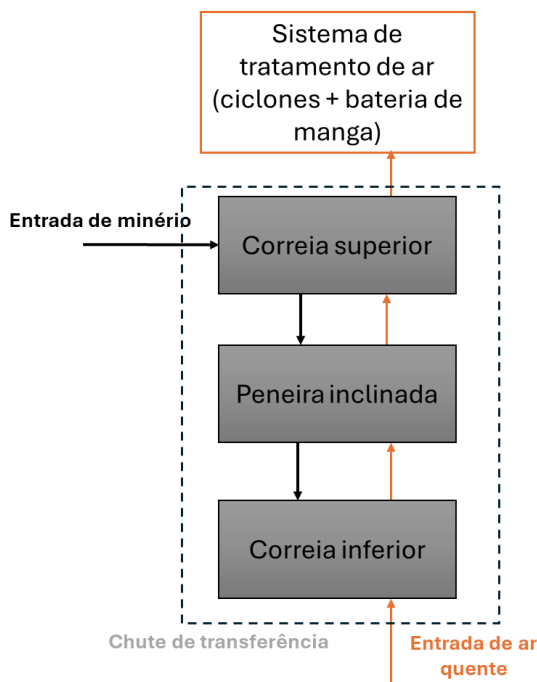 Sistema de
tratamento de ar
(ciclones + bateria de
manga)
Entrada de minério
Correia superior
Peneira inclinada
Correia inferior
Chute de transferência
Entrada de ar
quente